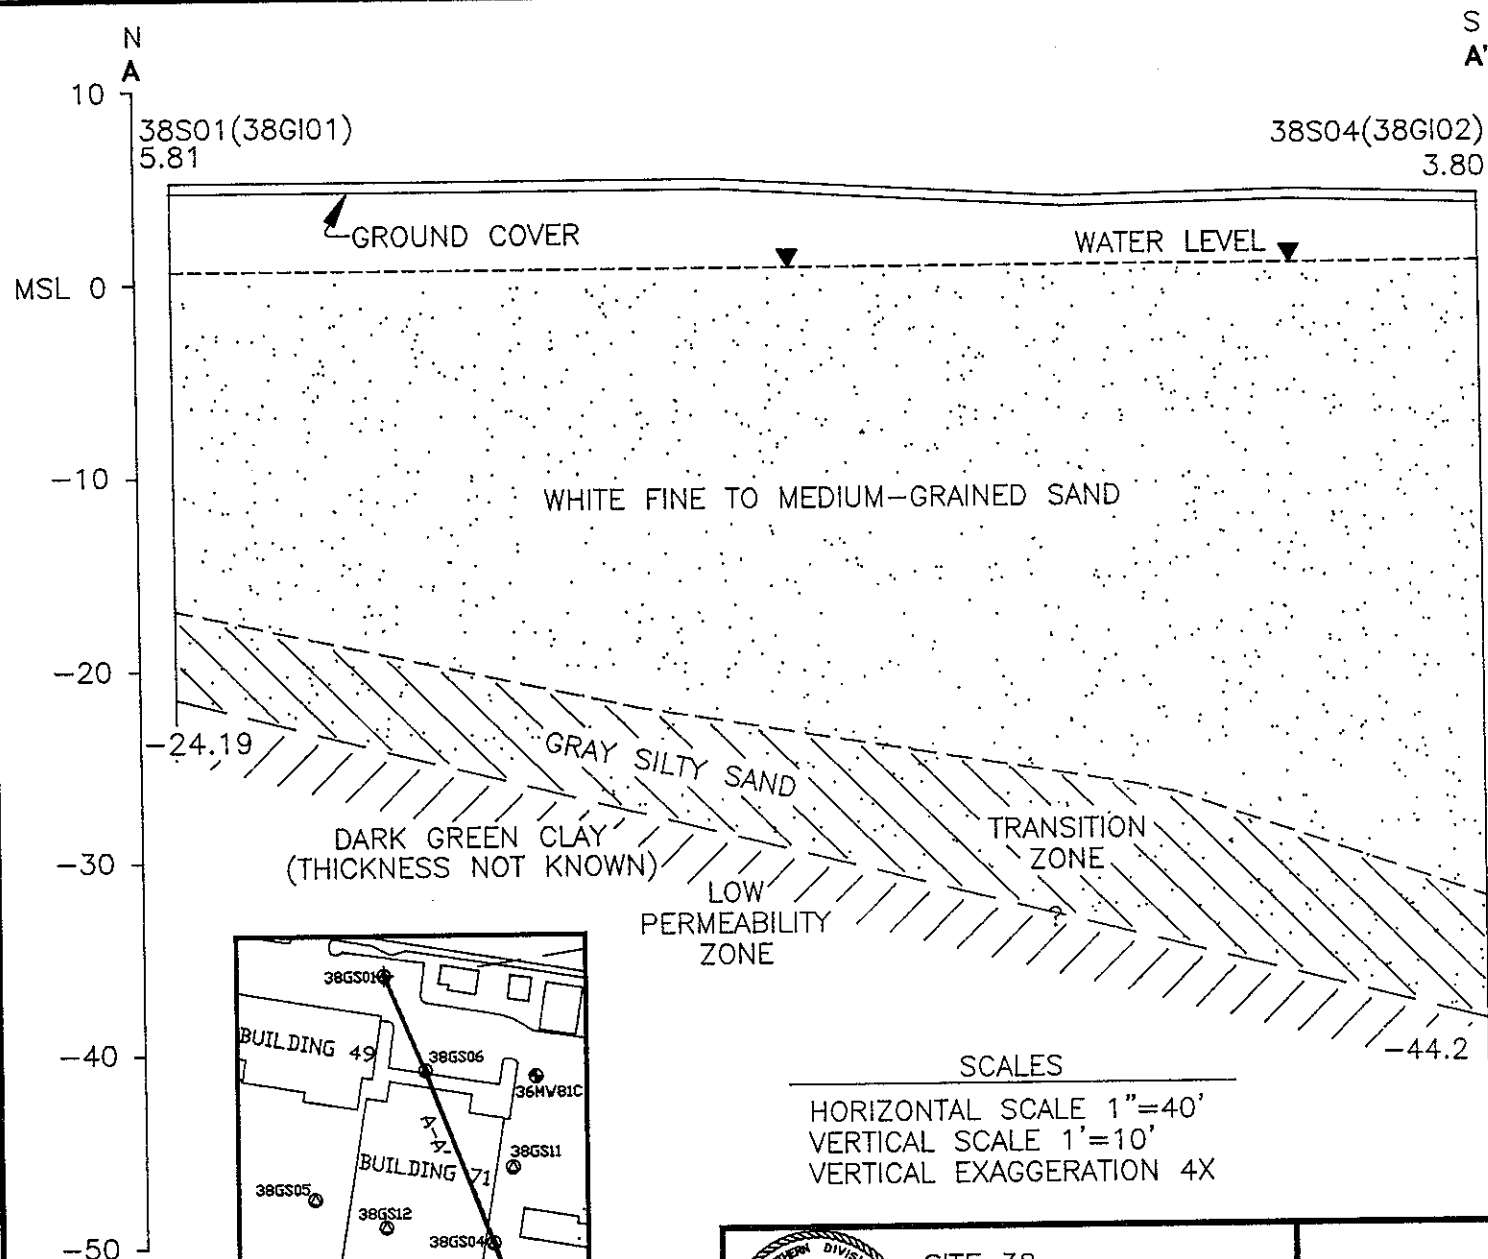 N
A
S
A'
10
38S01(38GI01)
5.81
38S04(38GI02)
3.80
GROUND COVER
WATER LEVEL
MSL 0
-10
WHITE FINE TO MEDIUM-GRAINED SAND
-20
-24.19
GRAY SILTY SAND
DARK GREEN CLAY
(THICKNESS NOT KNOWN)
TRANSITION
ZONE
-30
LOW
PERMEABILITY
ZONE
?
-40
-44.2
38GS01
BUILDING 49
38GS06
36MW81C
A-A'
38GS11
BUILDING 71
38GS05
38GS12
38GS04
SCALES
HORIZONTAL SCALE 1"=40'
VERTICAL SCALE 1'=10'
VERTICAL EXAGGERATION 4X
-50
SITE 38